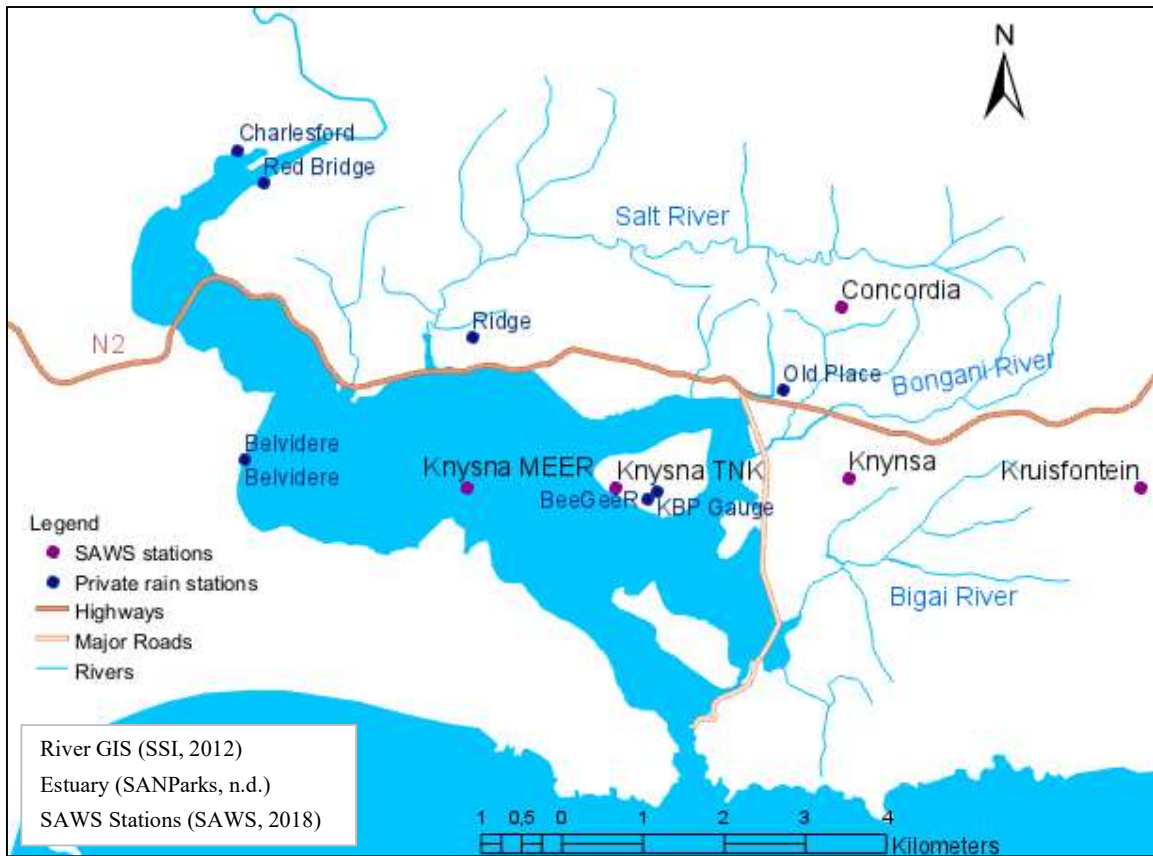 N
Charlesford
Red Bridge
Salt River
Concordia
Ridge
N2
Old Place
Bongani River
Belvidere
Belvidere
Knysna MEER
Knysna TNK
Knynsa
Kruisfontein
BeeGeeR
KBP Gauge
Legend
SAWS stations
Private rain stations
Highways
Major Roads
Rivers
Bigai River
River GIS (SSI, 2012)
Estuary (SANParks, n.d.)
SAWS Stations (SAWS, 2018)
1 0,5 0 1 2 3 4
Kilometers